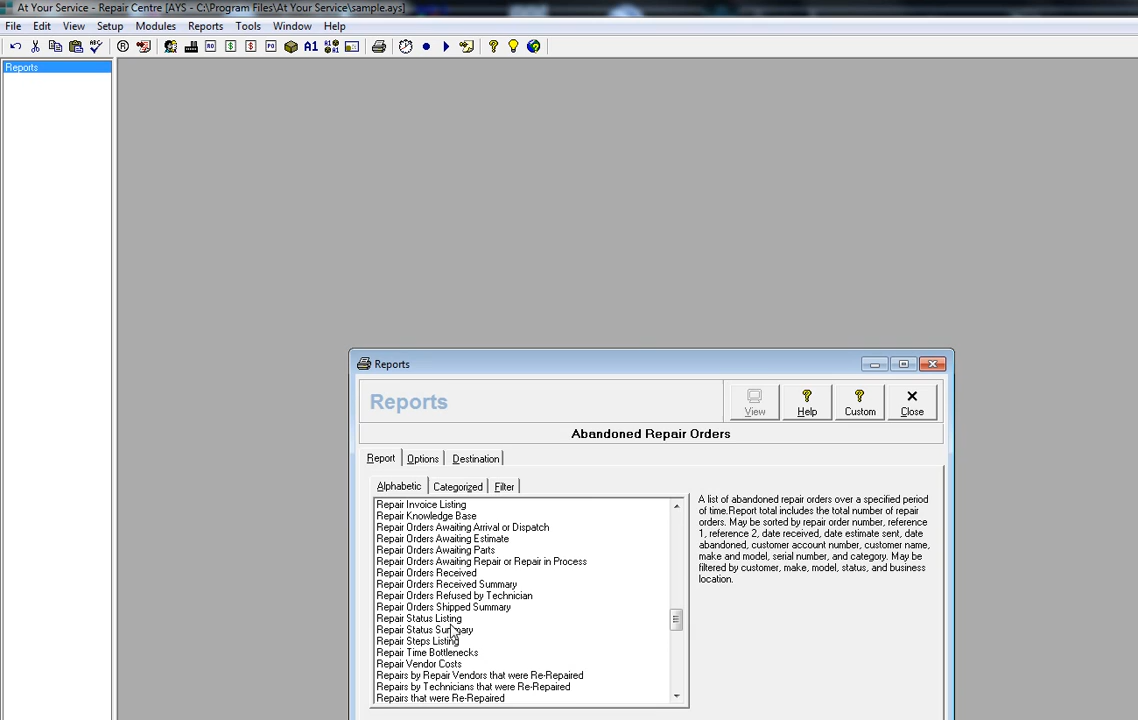 At Your Service - Repair Centre [AYS - C:\Program Files\At Your Service\sample.ays]
File Edit View Setup Modules Reports Tools Window Help
Reports
Reports
Reports
View Help Custom Close
Abandoned Repair Orders
Report Options Destination
Alphabetic Categorized Filter
Repair Invoice Listing
Repair Knowledge Base
Repair Orders Awaiting Arrival or Dispatch
Repair Orders Awaiting Estimate
Repair Orders Awaiting Parts
Repair Orders Awaiting Repair or Repair in Process
Repair Orders Received
Repair Orders Received Summary
Repair Orders Refused by Technician
Repair Orders Shipped Summary
Repair Status Listing
Repair Status Summary
Repair Steps Listing
Repair Time Bottlenecks
Repair Vendor Costs
Repairs by Repair Vendors that were Re-Repaired
Repairs by Technicians that were Re-Repaired
Repairs that were Re-Repaired
A list of abandoned repair orders over a specified period
of time.Report total includes the total number of repair
orders. May be sorted by repair order number, reference
1, reference 2, date received, date estimate sent, date
abandoned, customer account number, customer name,
make and model, serial number, and category. May be
filtered by customer, make, model, status, and business
location.